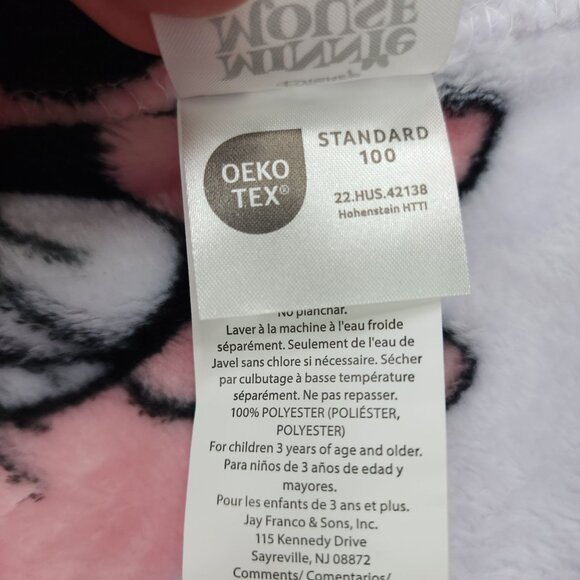 MINNIE
MOUSE
OEKO
TEX®
STANDARD
100
22.HUS.42138
Hohenstein HTTI
No planchar.
Laver à la machine à l'eau froide
séparément. Seulement de l'eau de
Javel sans chlore si nécessaire. Sécher
par culbutage à basse température
séparément. Ne pas repasser.
100% POLYESTER (POLIÉSTER,
POLYESTER)
For children 3 years of age and older.
Para niños de 3 años de edad y
mayores.
Pour les enfants de 3 ans et plus.
Jay Franco & Sons, Inc.
115 Kennedy Drive
Sayreville, NJ 08872
Comments/ Comentarios/